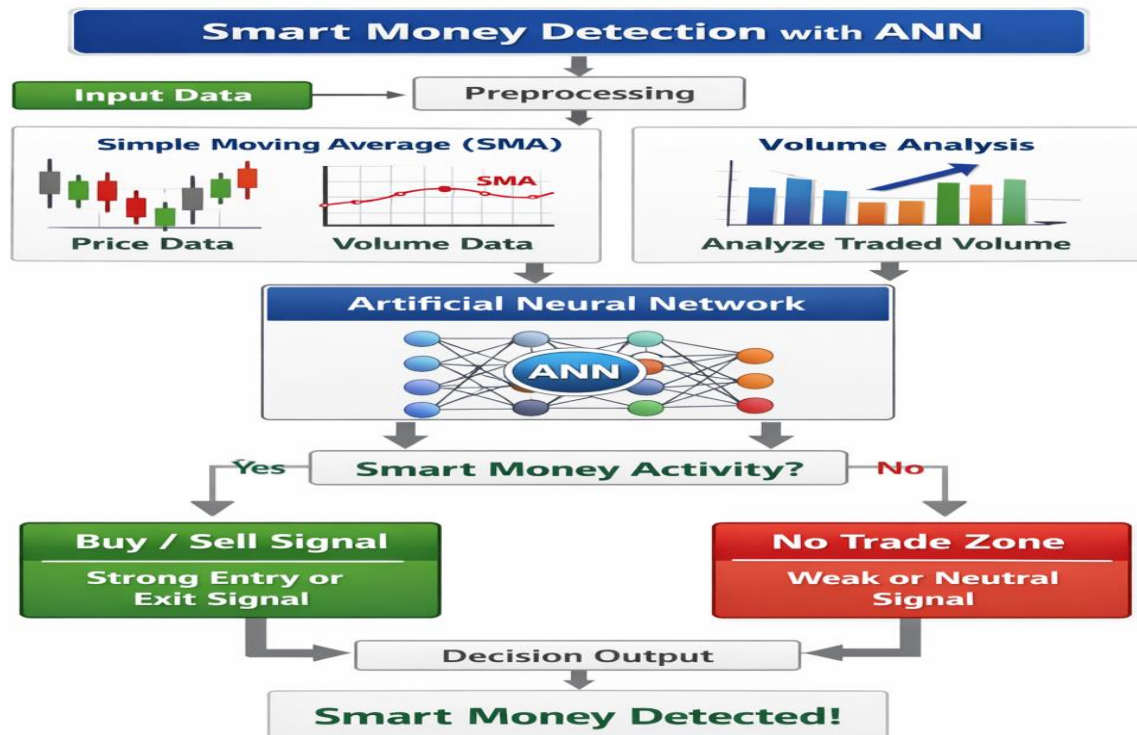 Smart Money Detection with ANN
Input Data
Preprocessing
Simple Moving Average (SMA)
SMA
Price Data
Volume Data
Volume Analysis
Analyze Traded Volume
Artificial Neural Network
ANN
Yes
Smart Money Activity?
No
Buy / Sell Signal
Strong Entry or
Exit Signal
No Trade Zone
Weak or Neutral
Signal
Decision Output
Smart Money Detected!